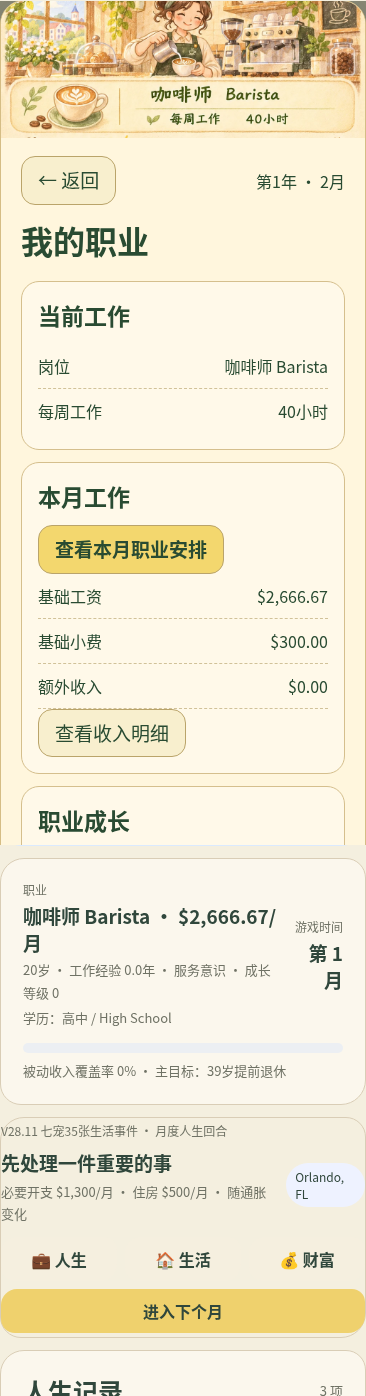 咖啡师 Barista
每周工作 40小时
← 返回
第1年 · 2月
我的职业
当前工作
岗位 咖啡师 Barista
每周工作 40小时
本月工作
查看本月职业安排
基础工资 $2,666.67
基础小费 $300.00
额外收入 $0.00
查看收入明细
职业成长
职业
咖啡师 Barista · $2,666.67/
月
20岁 · 工作经验 0.0年 · 服务意识 · 成长
等级 0
学历：高中 / High School
游戏时间
第 1
月
被动收入覆盖率 0% · 主目标：39岁提前退休
V28.11 七宠35张生活事件 · 月度人生回合
先处理一件重要的事
必要开支 $1,300/月 · 住房 $500/月 · 随通胀
变化
Orlando,
FL
💼 人生
🏠 生活
💰 财富
进入下个月
人生记录
3 项